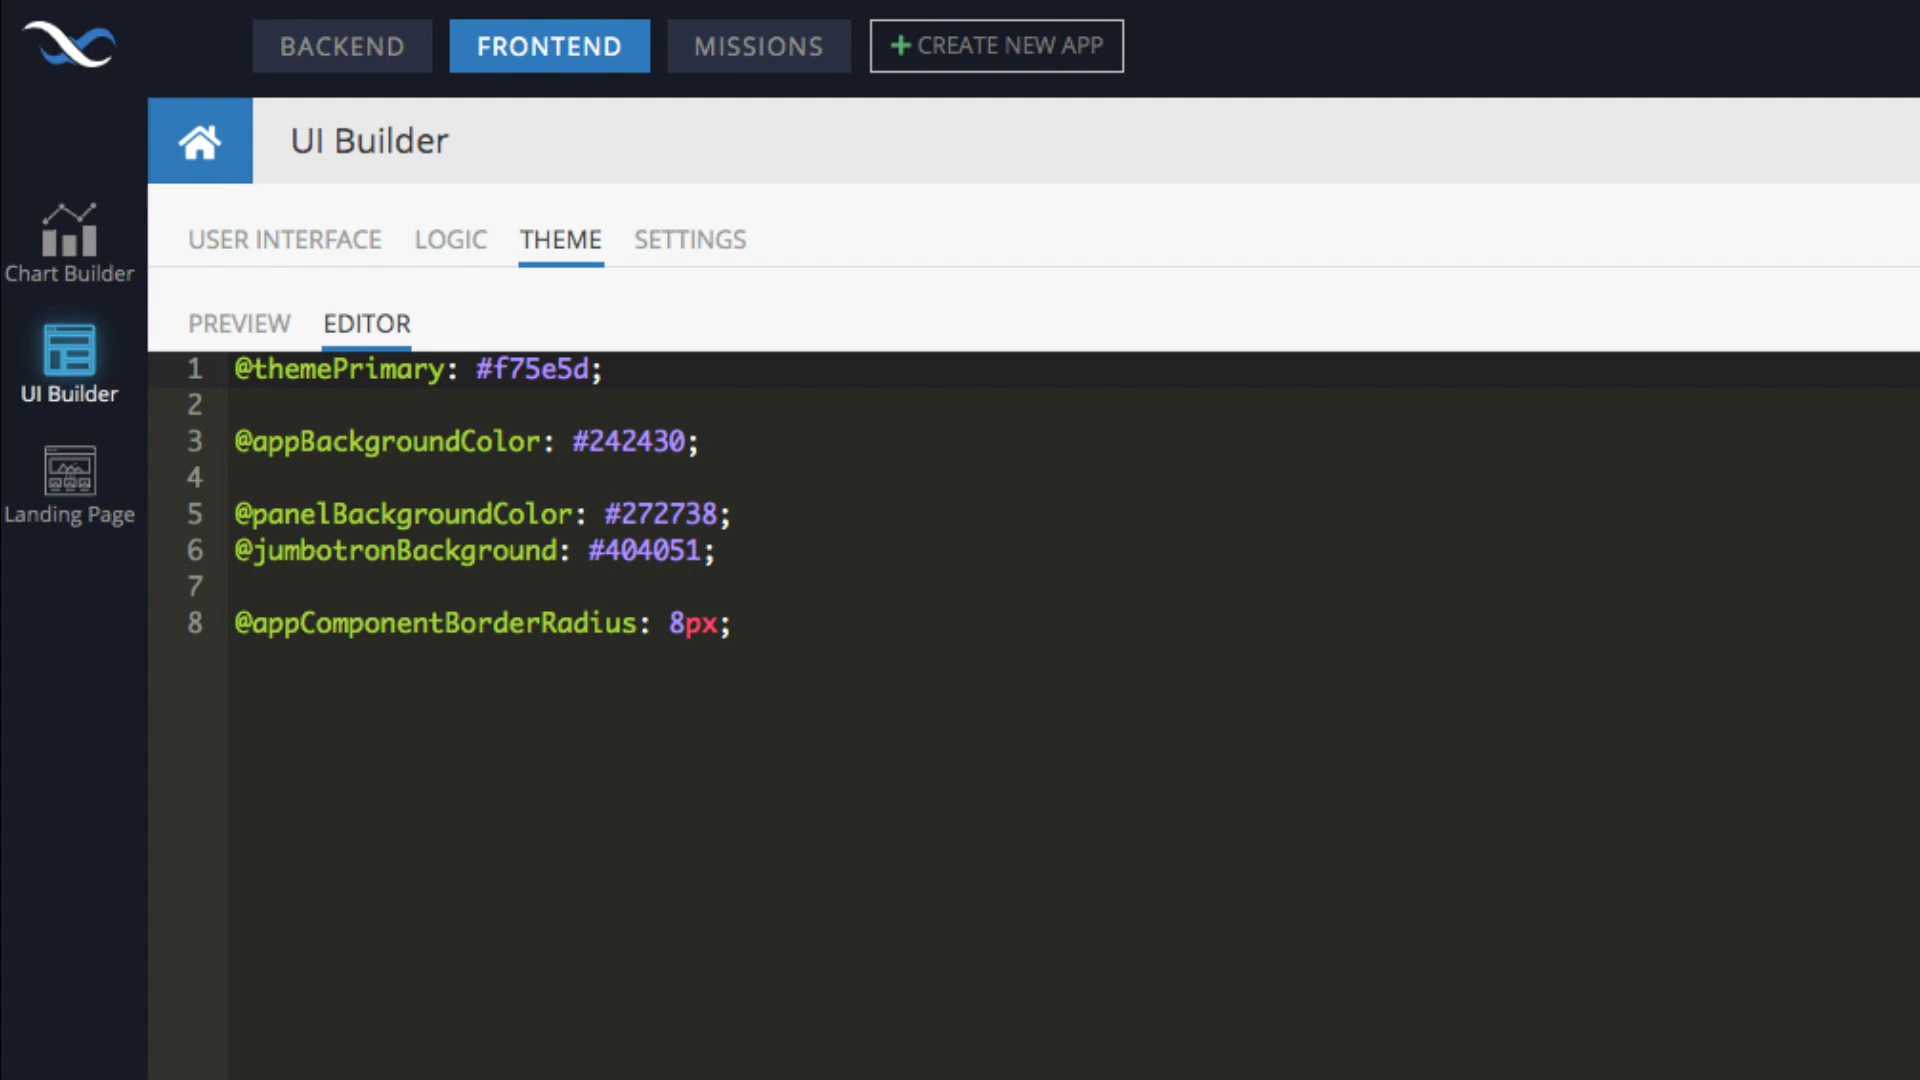 BACKEND FRONTEND MISSIONS + CREATE NEW APP
UI Builder
Chart Builder
UI Builder
Landing Page
USER INTERFACE LOGIC THEME SETTINGS
PREVIEW EDITOR
1 @themePrimary: #f75e5d;
2
3 @appBackgroundColor: #242430;
4
5 @panelBackgroundColor: #272738;
6 @jumbotronBackground: #404051;
7
8 @appComponentBorderRadius: 8px;